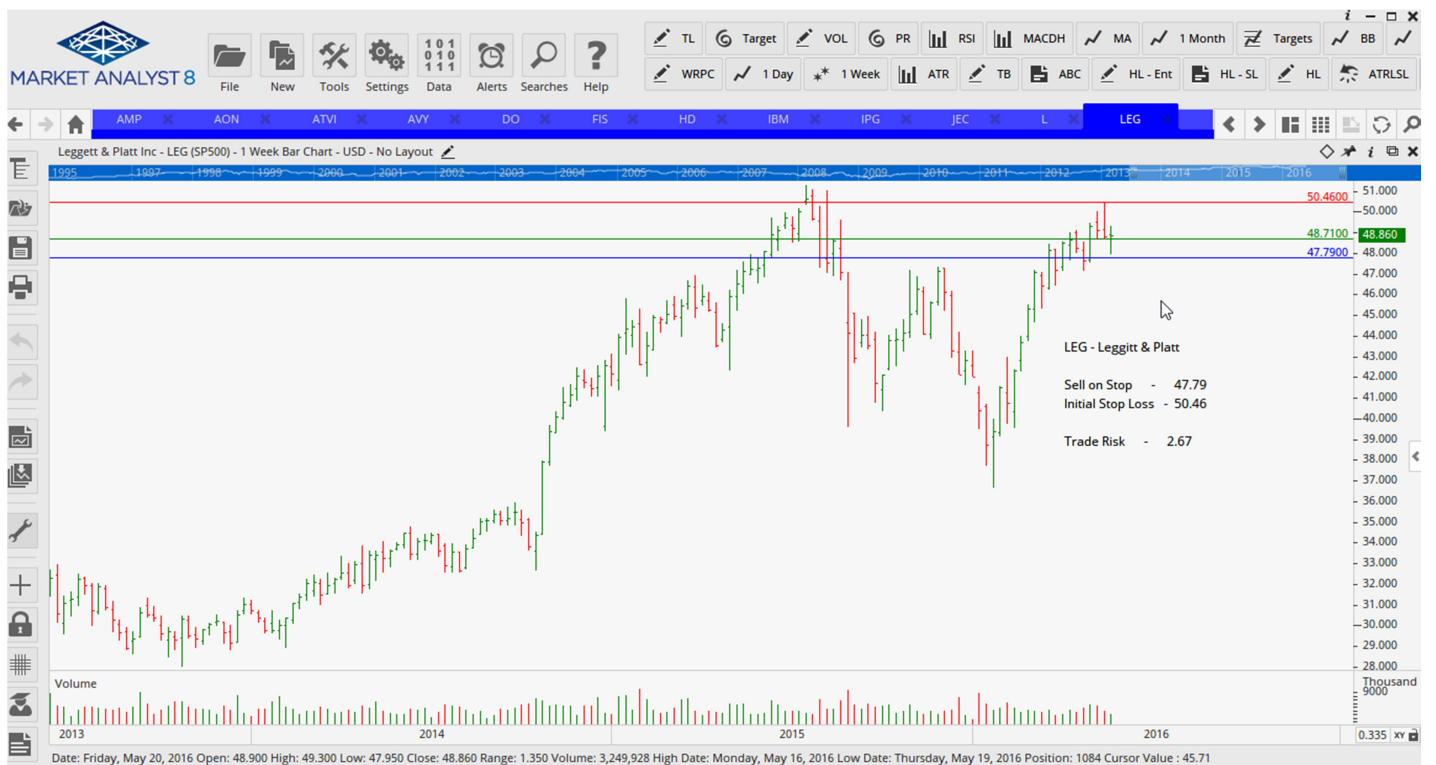 i
TL Target VOL PR RSI MACDH MA 1 Month Targets BB
MARKET ANALYST 8
File New Tools Settings Data Alerts Searches Help
101
010
111
?
WRPC 1 Day 1 Week ATR TB ABC HL - Ent HL - SL HL ATRLSL
AMP AON ATVI AVY DO FIS HD IBM IPG JEC L LEG
Leggett & Platt Inc - LEG (SP500) - 1 Week Bar Chart - USD - No Layout
i
1995 1997 1998 1999 2000 2001 2002 2003 2004 2005 2006 2007 2008 2009 2010 2011 2012 2013 2014 2015 2016
51.000
50.4600
50.000
48.7100 48.860
48.000
47.7900
47.000
46.000
45.000
44.000
43.000
42.000
41.000
40.000
39.000
38.000
37.000
36.000
35.000
34.000
33.000
32.000
31.000
30.000
29.000
28.000
LEG - Leggitt & Platt
Sell on Stop - 47.79
Initial Stop Loss - 50.46
Trade Risk - 2.67
Volume
Thousand
9000
2013 2014 2015 2016
0.335 XY
Date: Friday, May 20, 2016 Open: 48.900 High: 49.300 Low: 47.950 Close: 48.860 Range: 1.350 Volume: 3,249,928 High Date: Monday, May 16, 2016 Low Date: Thursday, May 19, 2016 Position: 1084 Cursor Value : 45.71